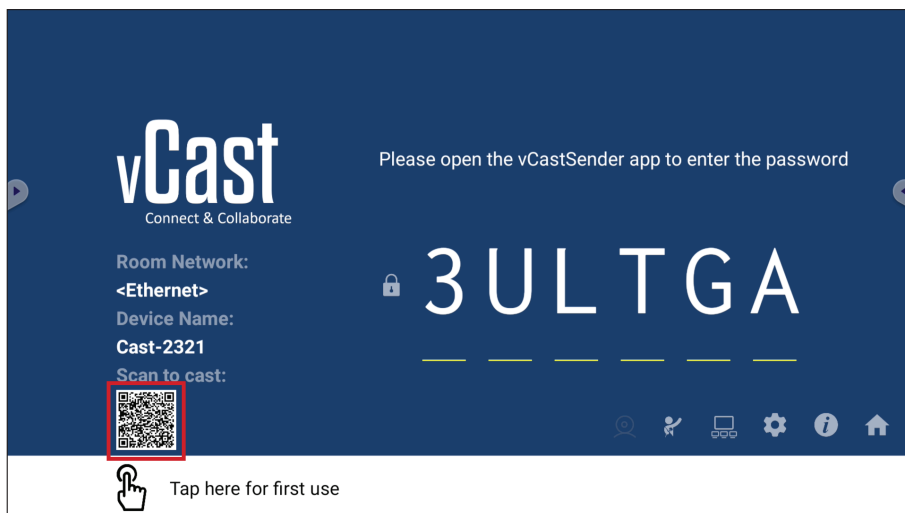 vCast
Connect & Collaborate
Please open the vCastSender app to enter the password
Room Network:
<Ethernet>
Device Name:
Cast-2321
Scan to cast:
3ULTGA
Tap here for first use